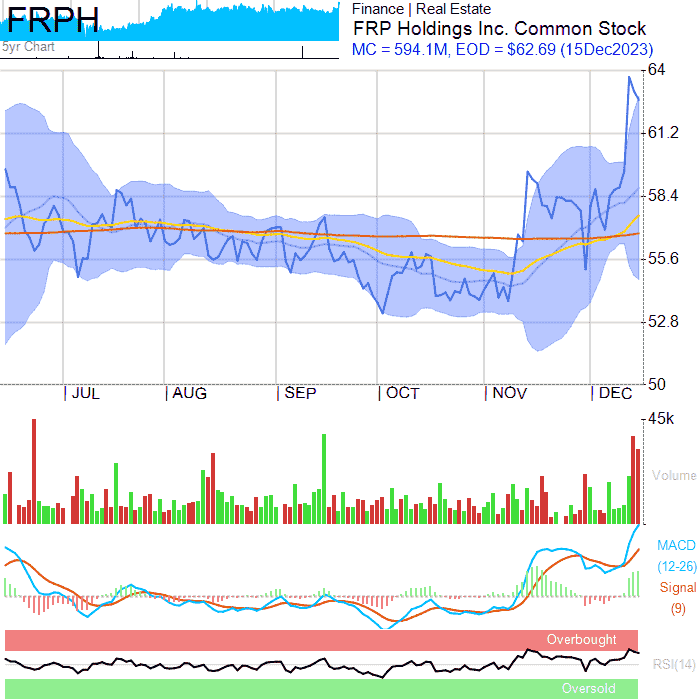 FRPH
5yr Chart
Finance | Real Estate
FRP Holdings Inc. Common Stock
MC = 594.1M, EOD = $62.69 (15Dec2023)
64
61.2
58.4
55.6
52.8
50
| JUL | AUG | SEP | OCT | NOV | DEC
45k
Volume
MACD
(12-26)
Signal
(9)
Overbought
RSI(14)
Oversold